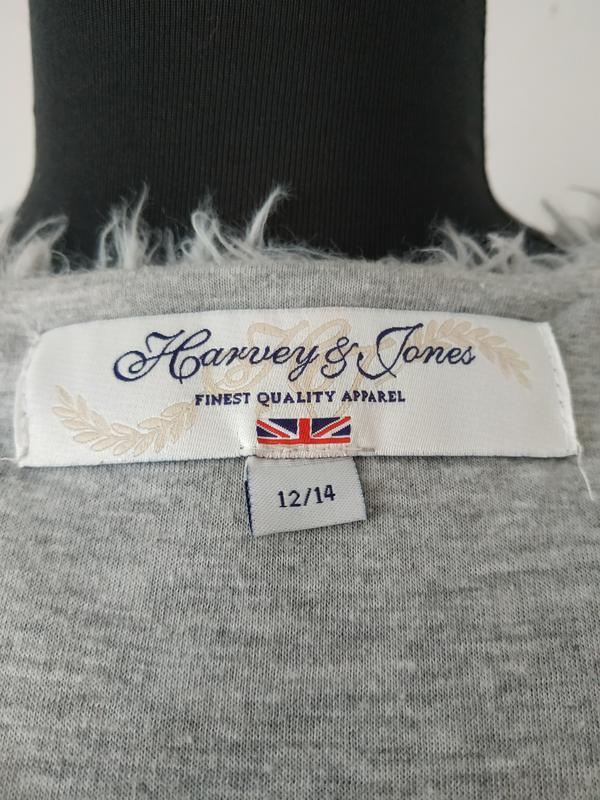 Harvey & Jones
FINEST QUALITY APPAREL
12/14